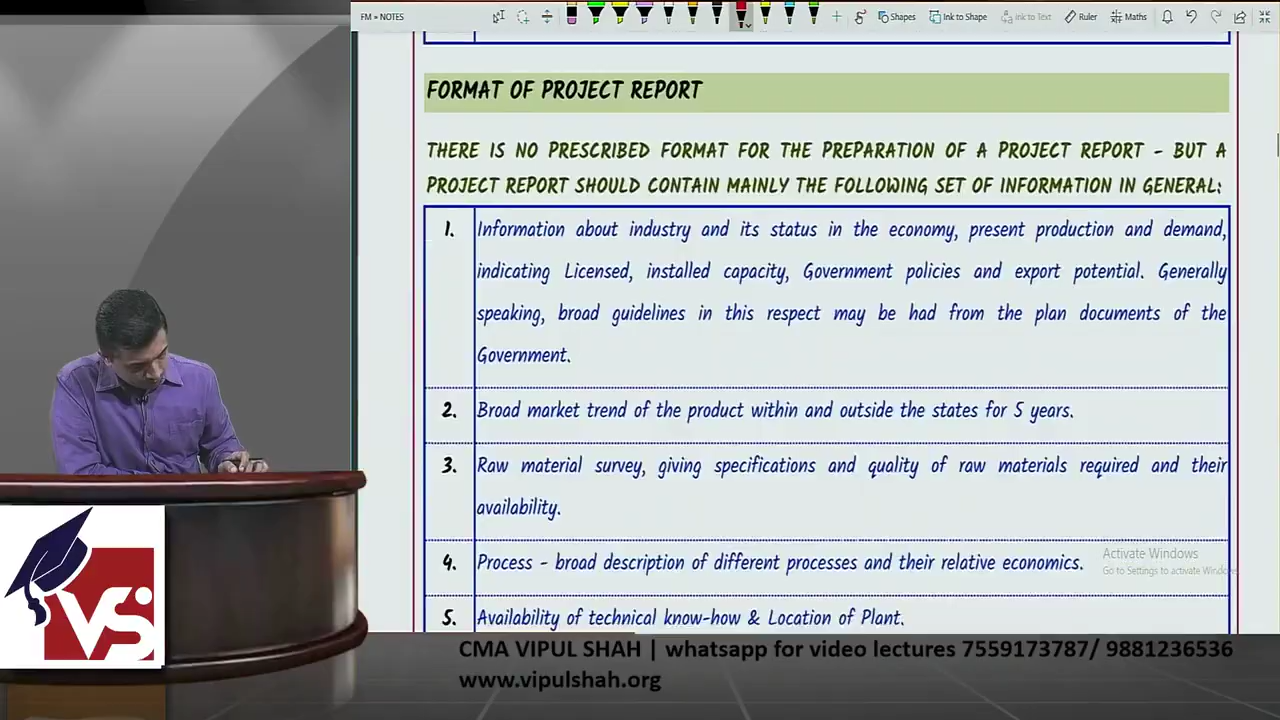 FM » NOTES
Shapes
Ink to Shape
Ink to Text
Ruler
Maths
FORMAT OF PROJECT REPORT
THERE IS NO PRESCRIBED FORMAT FOR THE PREPARATION OF A PROJECT REPORT - BUT A
PROJECT REPORT SHOULD CONTAIN MAINLY THE FOLLOWING SET OF INFORMATION IN GENERAL:
1. Information about industry and its status in the economy, present production and demand,
indicating Licensed, installed capacity, Government policies and export potential. Generally
speaking, broad guidelines in this respect may be had from the plan documents of the
Government.
2. Broad market trend of the product within and outside the states for 5 years.
3. Raw material survey, giving specifications and quality of raw materials required and their
availability.
4. Process - broad description of different processes and their relative economics.
Activate Windows
Go to Settings to activate Windows
5. Availability of technical know-how & Location of Plant.
VS
CMA VIPUL SHAH | whatsapp for video lectures 7559173787/ 9881236536
www.vipulshah.org